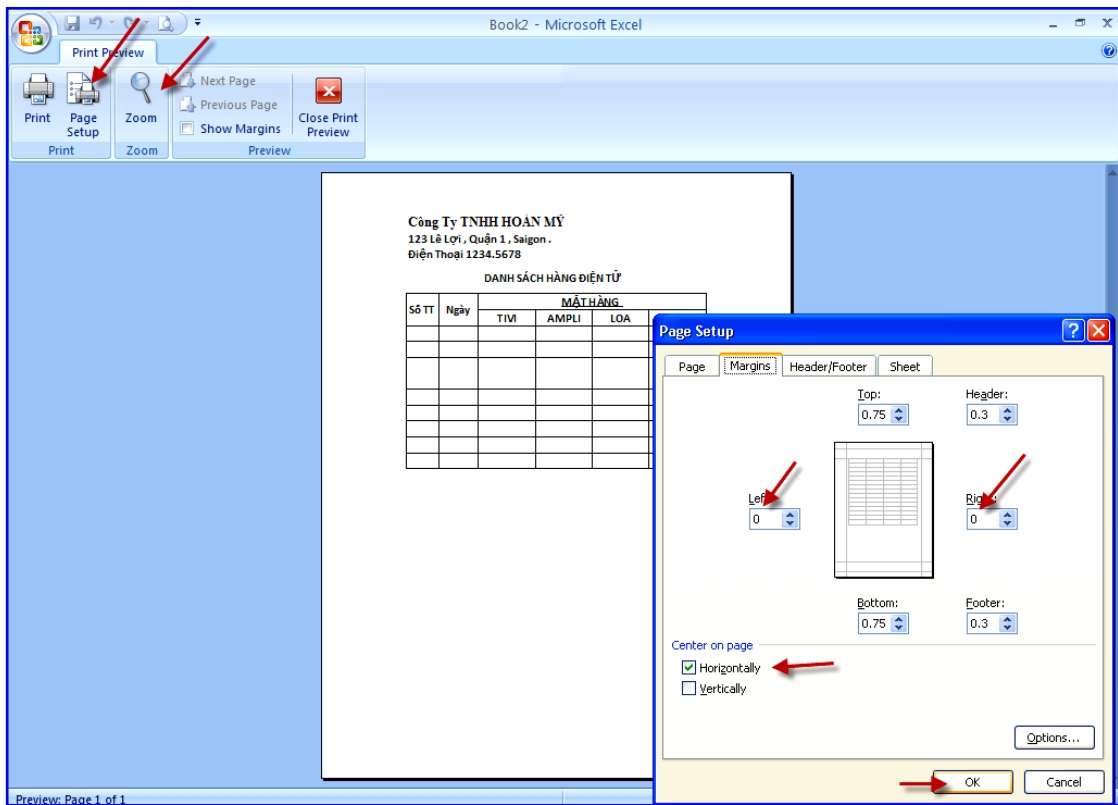 Book2 - Microsoft Excel
Print Preview
Print
Page Setup
Zoom
Next Page
Previous Page
Show Margins
Close Print Preview
Print
Zoom
Preview
Công Ty TNHH HOÀN MỸ
123 Lê Lợi , Quận 1 , Saigon .
Điện Thoại 1234.5678
DANH SÁCH HÀNG ĐIỆN TỬ
Số TT
Ngày
MẶT HÀNG
TIVI
AMPLI
LOA
Page Setup
Page
Margins
Header/Footer
Sheet
Top:
0.75
Header:
0.3
Left:
0
Right:
0
Bottom:
0.75
Footer:
0.3
Center on page
Horizontally
Vertically
Options...
OK
Cancel
Preview: Page 1 of 1